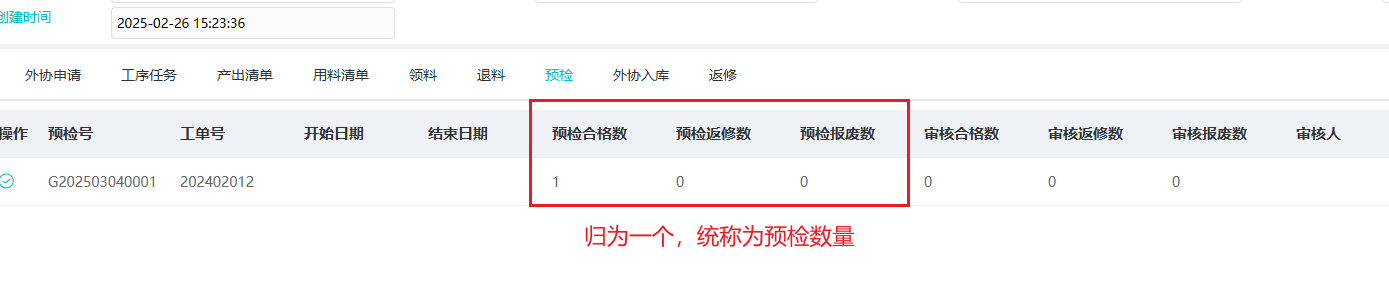 创建时间
2025-02-26 15:23:36
外协申请 工序任务 产出清单 用料清单 领料 退料 预检 外协入库 返修
操作 预检号 工单号 开始日期 结束日期 预检合格数 预检返修数 预检报废数 审核合格数 审核返修数 审核报废数 审核人
G202503040001 202402012 1 0 0 0 0 0
归为一个，统称为预检数量